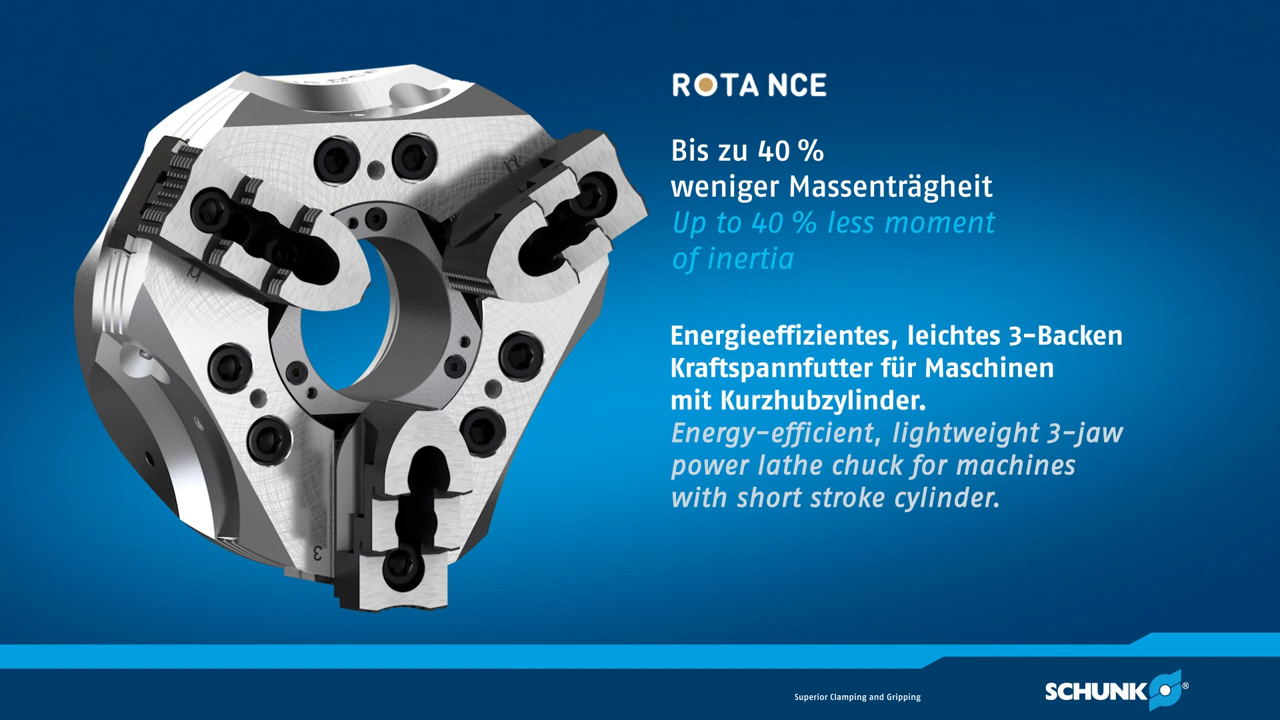 ROTA NCE
Bis zu 40 %
weniger Massenträgheit
Up to 40 % less moment
of inertia
Energieeffizientes, leichtes 3-Backen
Kraftspannfutter für Maschinen
mit Kurzhubzylinder.
Energy-efficient, lightweight 3-jaw
power lathe chuck for machines
with short stroke cylinder.
3
Superior Clamping and Gripping
SCHUNK ®